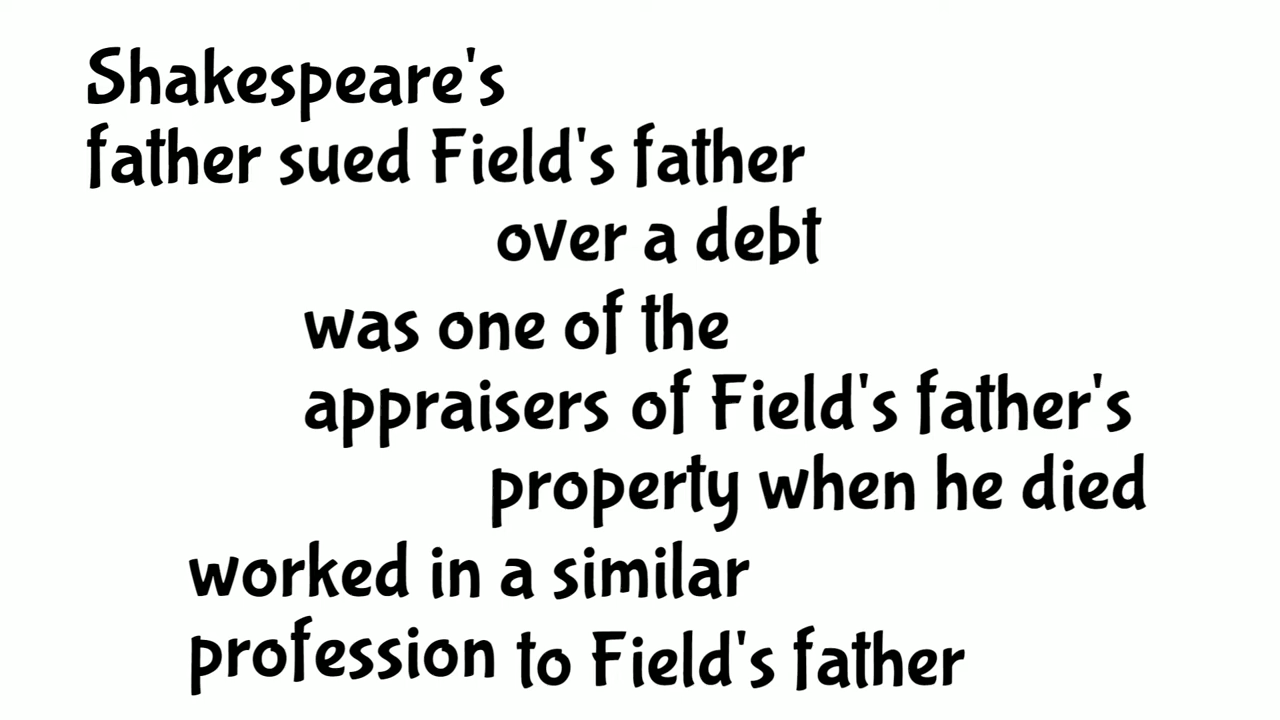 Shakespeare's
father sued Field's father
over a debt
was one of the
appraisers of Field's father's
property when he died
worked in a similar
profession to Field's father